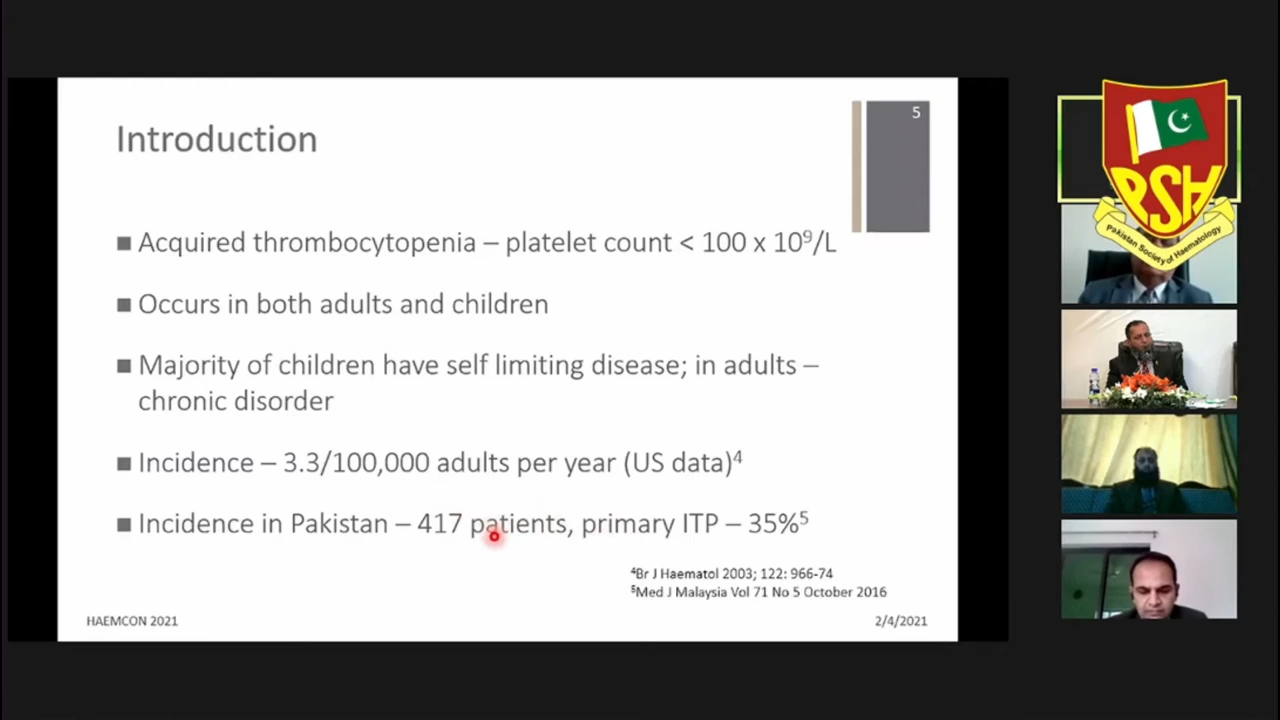 Introduction
5
■ Acquired thrombocytopenia – platelet count < 100 x 10⁹/L
■ Occurs in both adults and children
■ Majority of children have self limiting disease; in adults –
chronic disorder
■ Incidence – 3.3/100,000 adults per year (US data)⁴
■ Incidence in Pakistan – 417 patients, primary ITP – 35%⁵
⁴Br J Haematol 2003; 122: 966-74
⁵Med J Malaysia Vol 71 No 5 October 2016
HAEMCON 2021
2/4/2021
PSH
Pakistan Society of Haematology